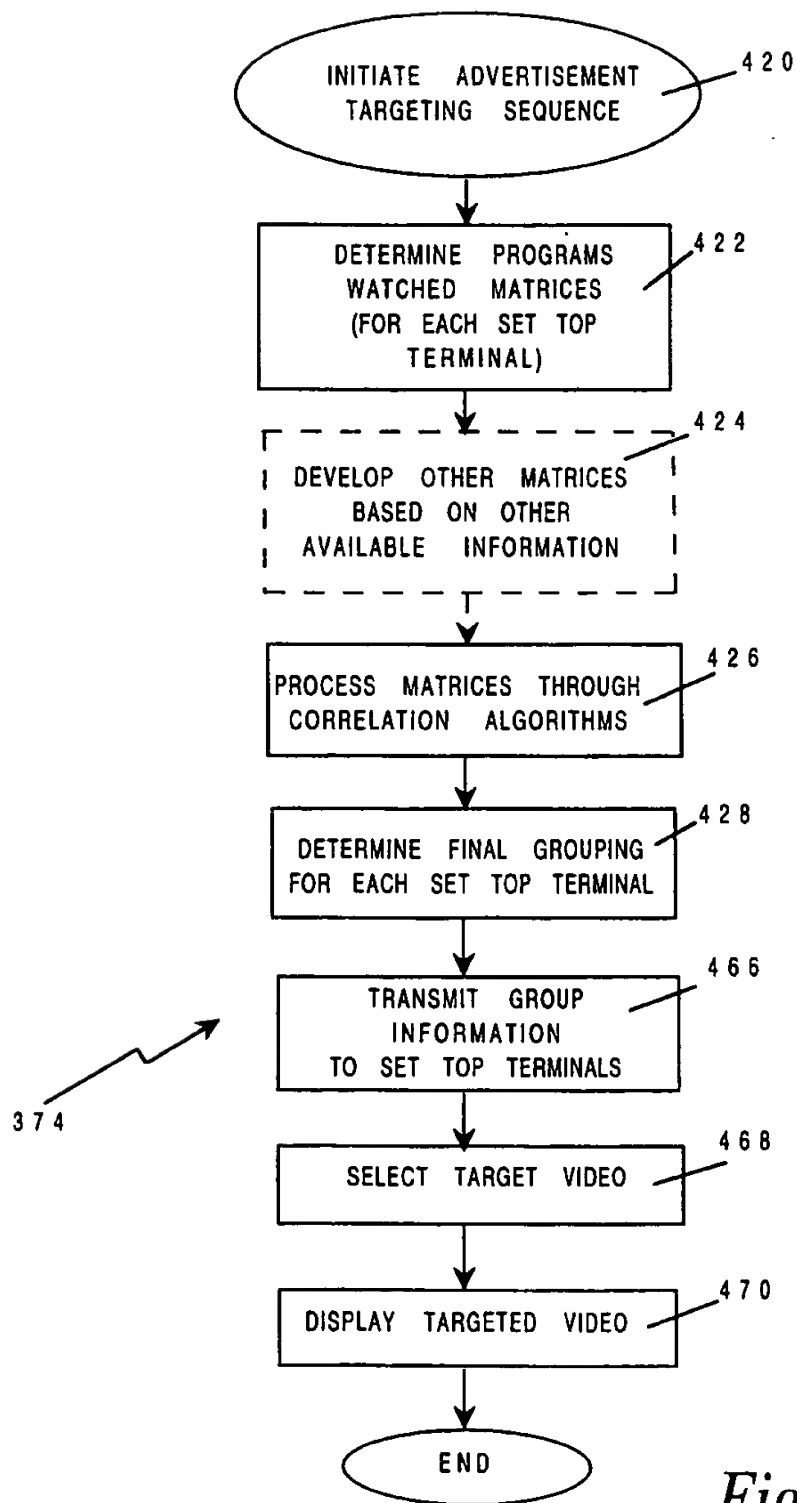 INITIATE ADVERTISEMENT
TARGETING SEQUENCE
420
DETERMINE PROGRAMS
WATCHED MATRICES
(FOR EACH SET TOP
TERMINAL)
422
424
DEVELOP OTHER MATRICES
BASED ON OTHER
AVAILABLE INFORMATION
426
PROCESS MATRICES THROUGH
CORRELATION ALGORITHMS
428
DETERMINE FINAL GROUPING
FOR EACH SET TOP TERMINAL
466
TRANSMIT GROUP
INFORMATION
TO SET TOP TERMINALS
374
468
SELECT TARGET VIDEO
470
DISPLAY TARGETED VIDEO
END